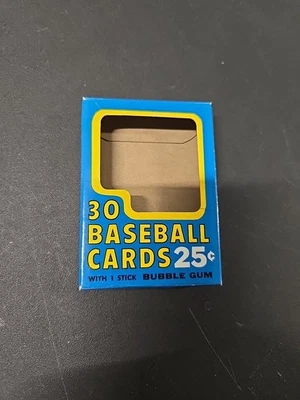 30
BASEBALL
CARDS 25¢
WITH 1 STICK BUBBLE GUM